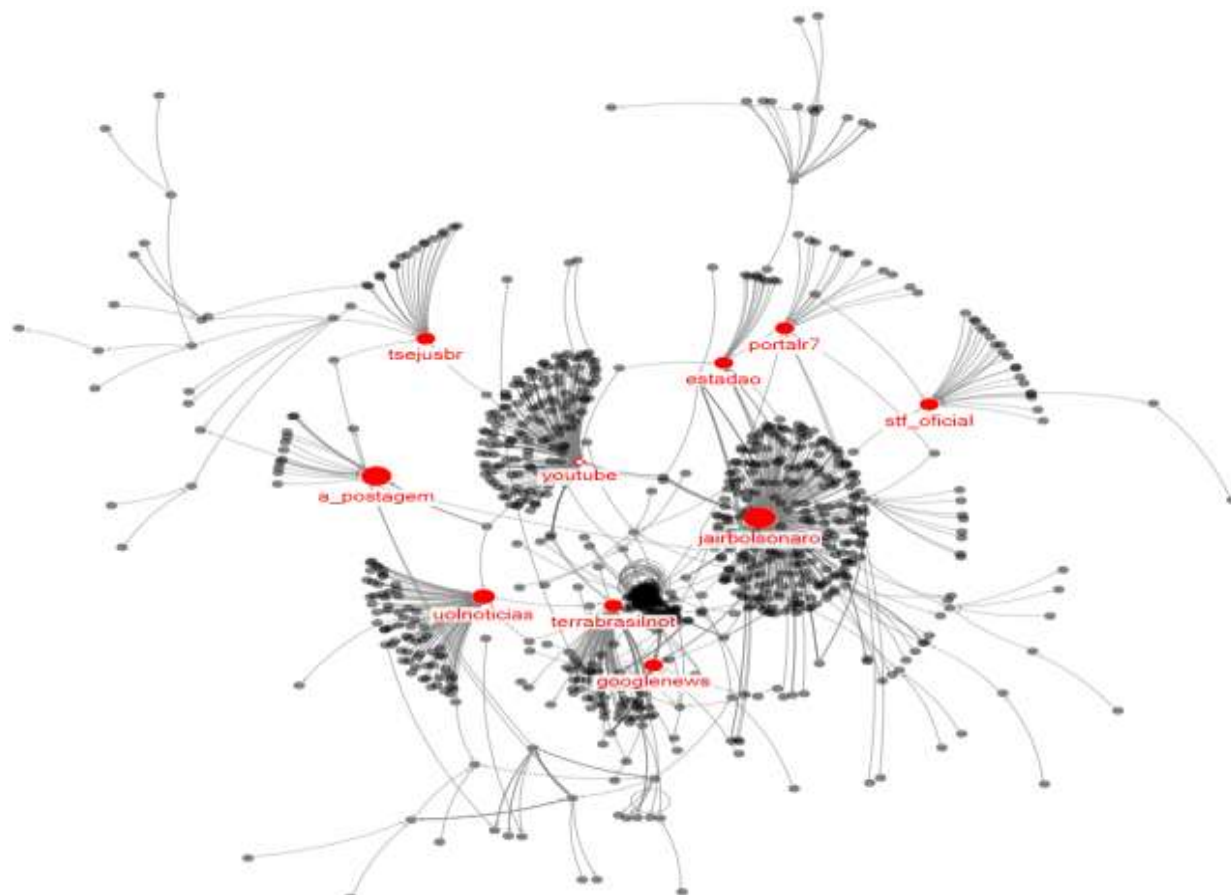 tsejusbr
portalr7
estadao
stf_oficial
youtube
a_postagem
jairbolsonaro
uolnoticias
terrabrasilnot
googlenews